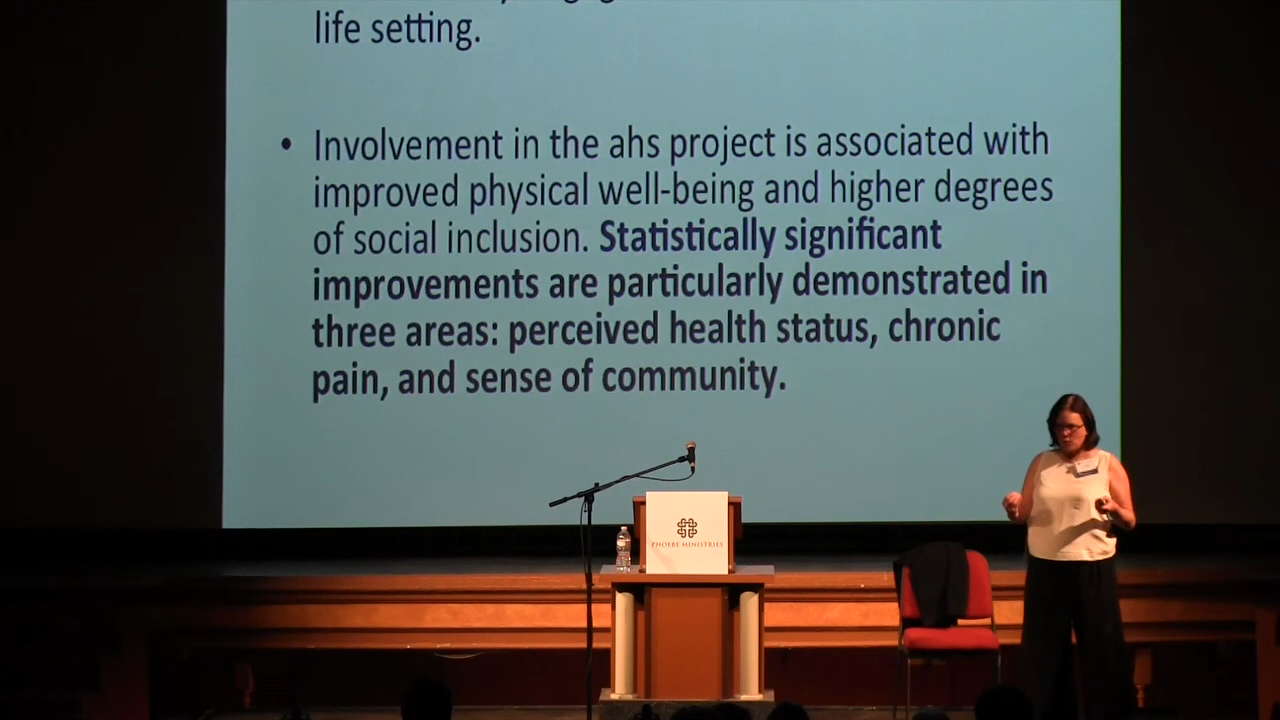 life setting.
• Involvement in the ahs project is associated with
improved physical well-being and higher degrees
of social inclusion. Statistically significant
improvements are particularly demonstrated in
three areas: perceived health status, chronic
pain, and sense of community.
PHOEBE MINISTRIES